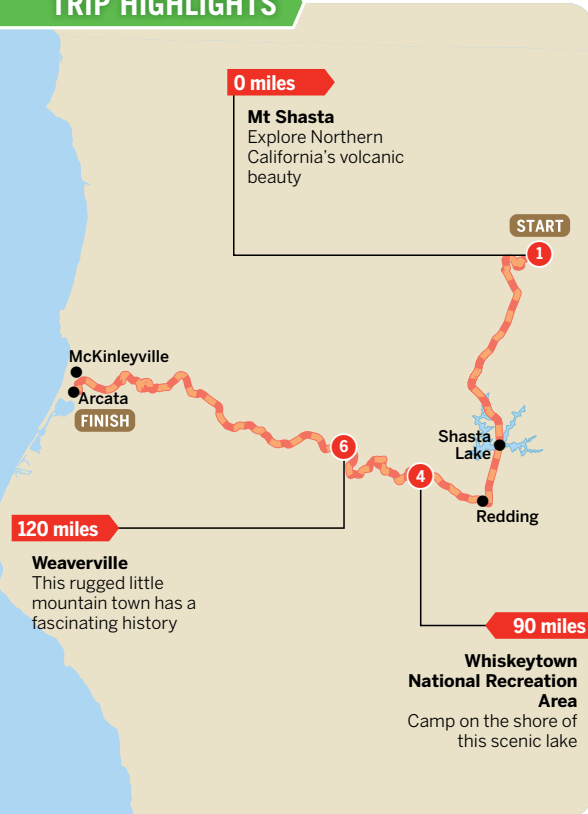 TRIP HIGHLIGHTS
0 miles
Mt Shasta
Explore Northern
California's volcanic
beauty
START
1
McKinleyville
Arcata
FINISH
6
Shasta
Lake
4
Redding
120 miles
Weaverville
This rugged little
mountain town has a
fascinating history
90 miles
Whiskeytown
National Recreation
Area
Camp on the shore of
this scenic lake